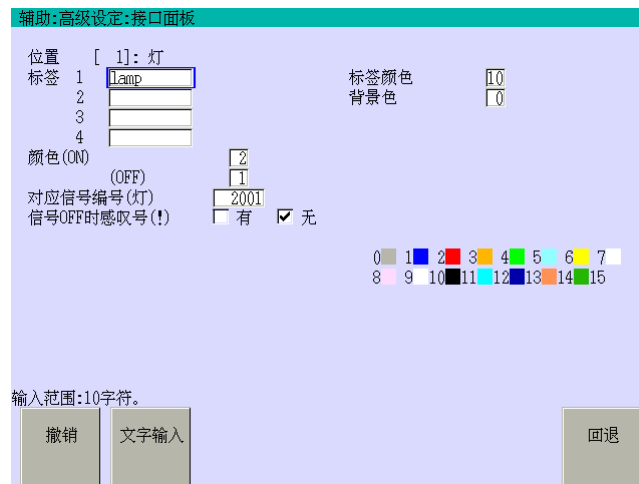 辅助:高级设定:接口面板
位置 [ 1]: 灯
标签 1 lamp 标签颜色 10
2 背景色 0
3
4
颜色(ON) 2
(OFF) 1
对应信号编号(灯) 2001
信号OFF时感叹号(!) 有 无
0 1 2 3 4 5 6 7
8 9 10 11 12 13 14 15
输入范围:10字符。
撤销 文字输入 回退